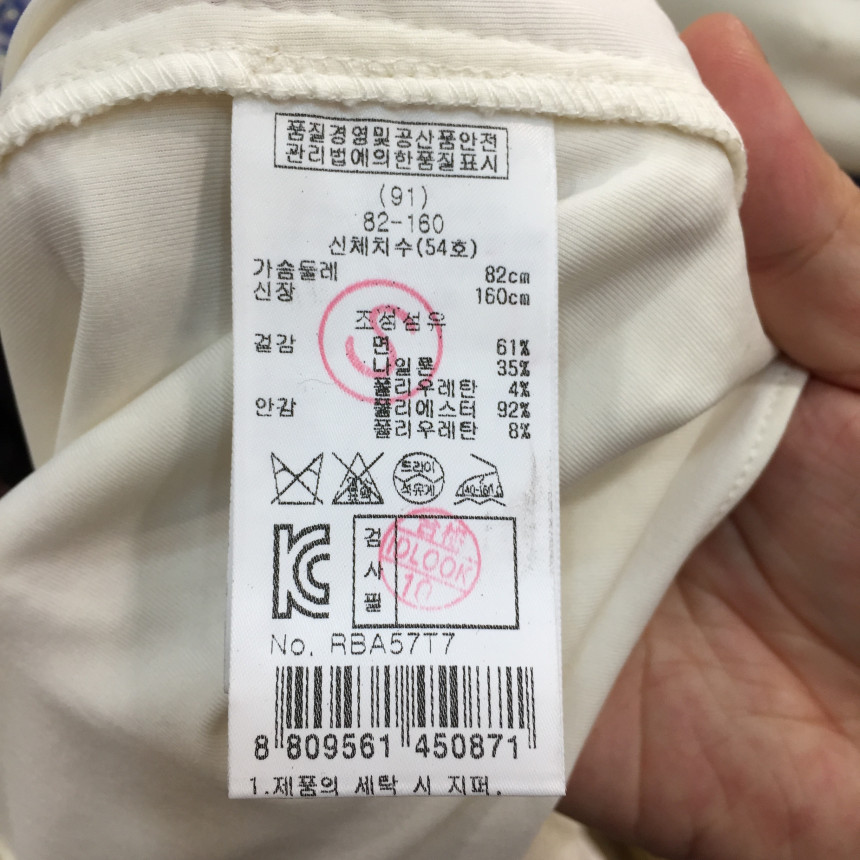 품질경영및공산품안전
관리법에의한품질표시
(91)
82-160
신체치수(54호)
가슴둘레 82cm
신장 160cm
S
조성섬유
겉감 면 61%
나일론 35%
폴리우레탄 4%
안감 폴리에스터 92%
폴리우레탄 8%
드라이
석유계
40-160
검사필
IDLOOK
10
No. RBA57T7
8 809561 450871
1.제품의 세탁 시 지퍼,